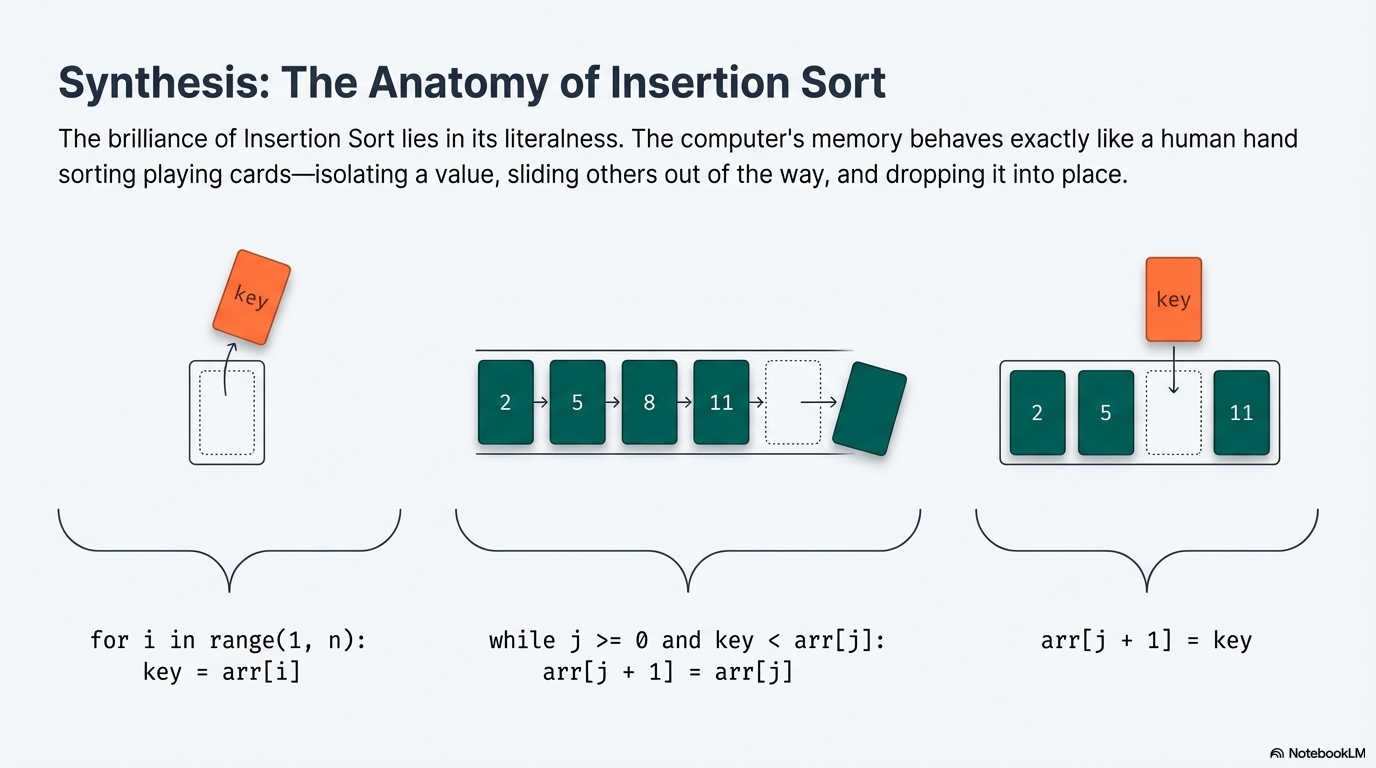 Synthesis: The Anatomy of Insertion Sort
The brilliance of Insertion Sort lies in its literalness. The computer's memory behaves exactly like a human hand
sorting playing cards—isolating a value, sliding others out of the way, and dropping it into place.
key
2 5 8 11
key
2 5 11
for i in range(1, n):
key = arr[i]
while j >= 0 and key < arr[j]:
arr[j + 1] = arr[j]
arr[j + 1] = key
NotebookLM